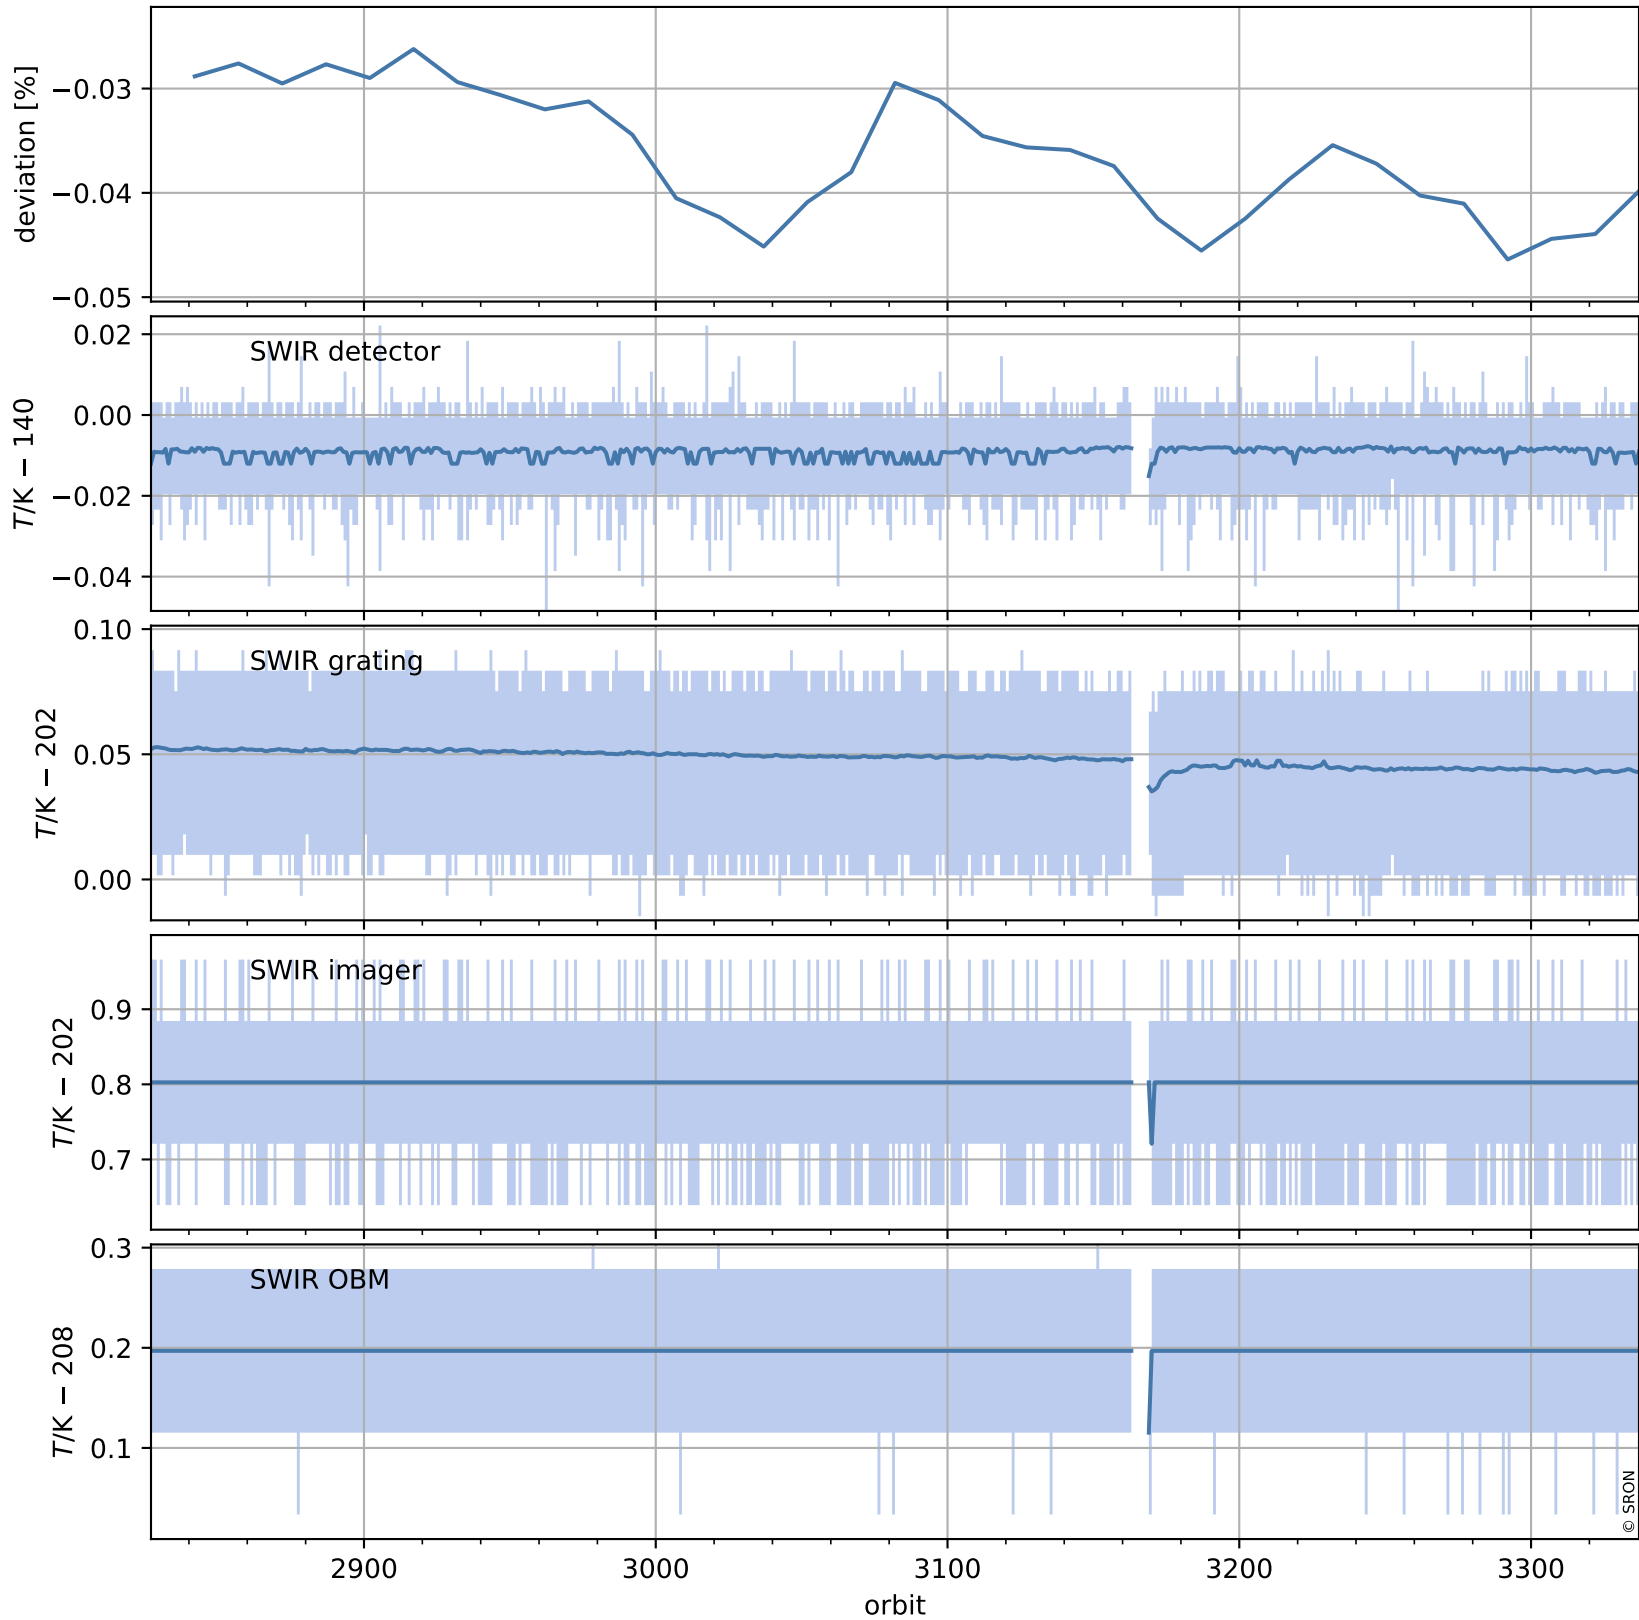 deviation [%]
−0.03
−0.04
−0.05
SWIR detector
T/K − 140
0.02
0.00
−0.02
−0.04
SWIR grating
T/K − 202
0.10
0.05
0.00
SWIR imager
T/K − 202
0.9
0.8
0.7
SWIR OBM
T/K − 208
0.3
0.2
0.1
© SRON
2900 3000 3100 3200 3300
orbit